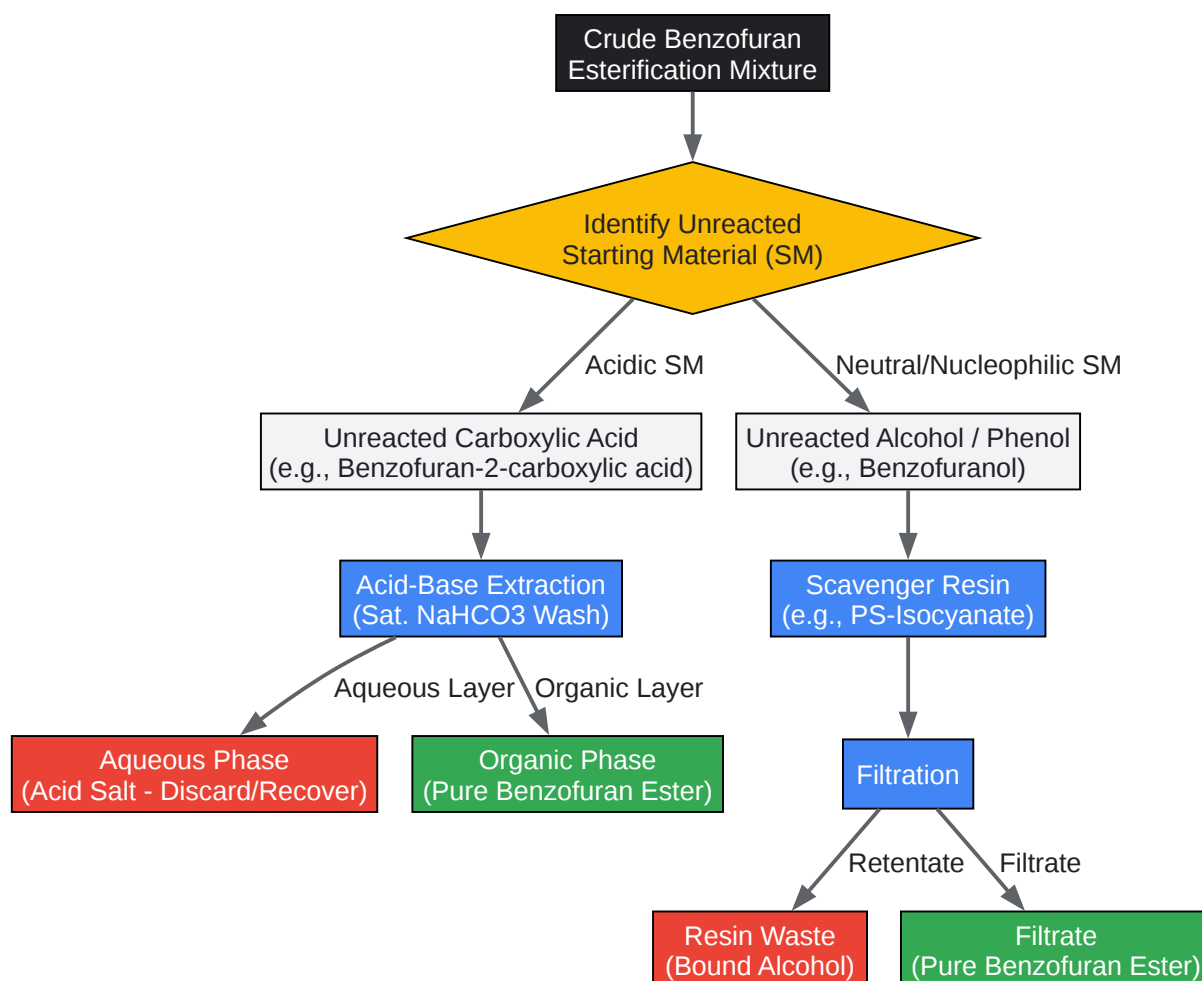 Crude Benzofuran
Esterification Mixture
Identify Unreacted
Starting Material (SM)
Acidic SM
Neutral/Nucleophilic SM
Unreacted Carboxylic Acid
(e.g., Benzofuran-2-carboxylic acid)
Unreacted Alcohol / Phenol
(e.g., Benzofuranol)
Acid-Base Extraction
(Sat. NaHCO3 Wash)
Scavenger Resin
(e.g., PS-Isocyanate)
Aqueous Layer
Organic Layer
Aqueous Phase
(Acid Salt - Discard/Recover)
Organic Phase
(Pure Benzofuran Ester)
Filtration
Retentate
Filtrate
Resin Waste
(Bound Alcohol)
Filtrate
(Pure Benzofuran Ester)